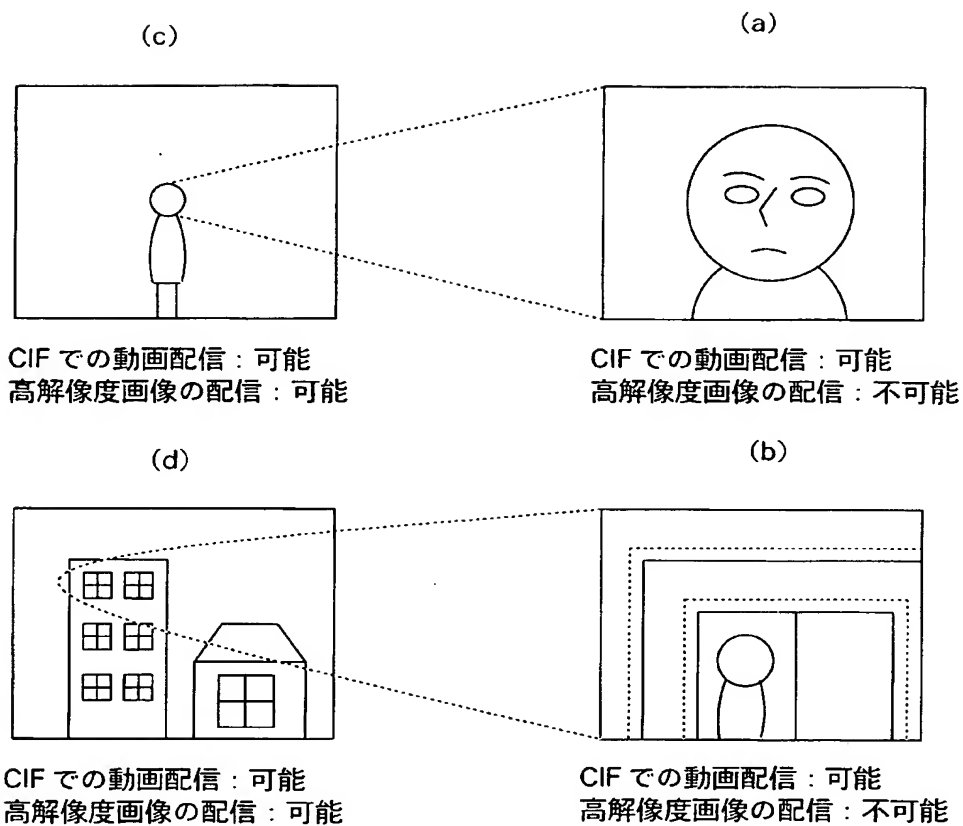 (c)
(a)
CIF での動画配信：可能
高解像度画像の配信：可能
CIF での動画配信：可能
高解像度画像の配信：不可能
(d)
(b)
CIF での動画配信：可能
高解像度画像の配信：可能
CIF での動画配信：可能
高解像度画像の配信：不可能